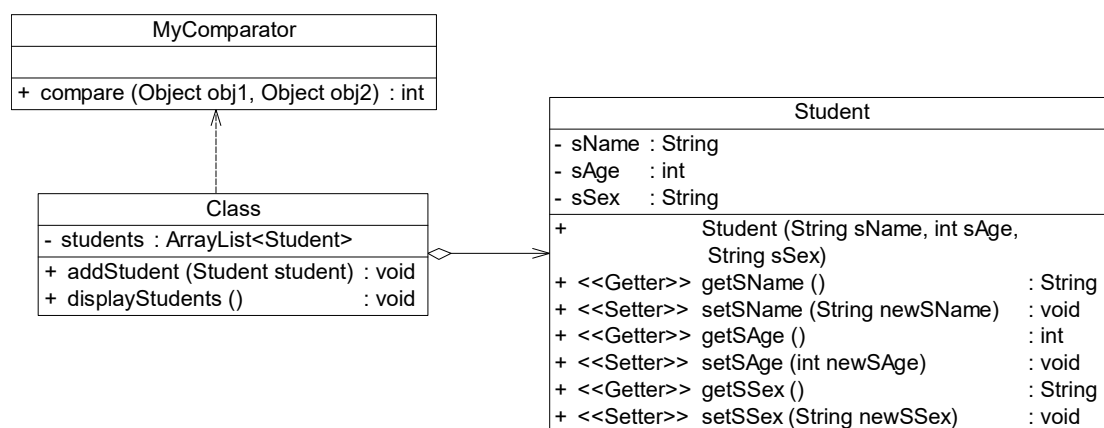 MyComparator
+ compare (Object obj1, Object obj2) : int
Class
- students : ArrayList<Student>
+ addStudent (Student student) : void
+ displayStudents () : void
Student
- sName : String
- sAge : int
- sSex : String
+ Student (String sName, int sAge,
String sSex)
+ <<Getter>> getSName () : String
+ <<Setter>> setSName (String newSName) : void
+ <<Getter>> getSAge () : int
+ <<Setter>> setSAge (int newSAge) : void
+ <<Getter>> getSSex () : String
+ <<Setter>> setSSex (String newSSex) : void